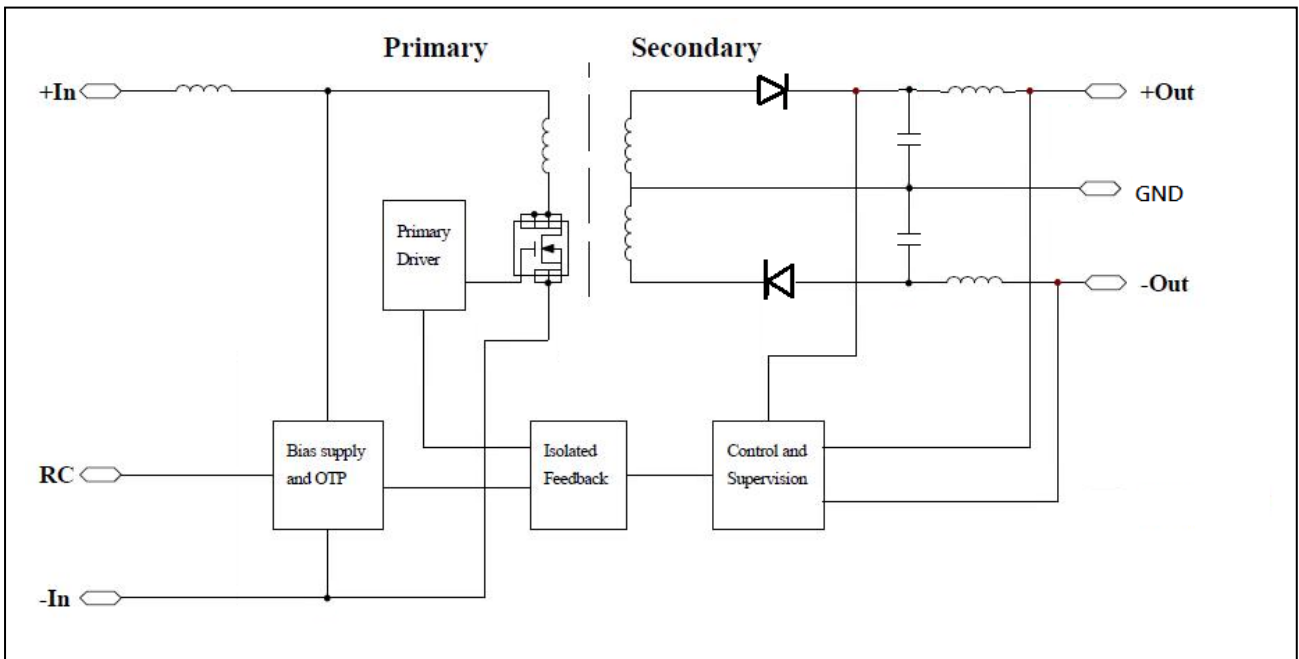 Primary
Secondary
+In
+Out
GND
Primary
Driver
-Out
Bias supply
and OTP
Isolated
Feedback
Control and
Supervision
RC
-In